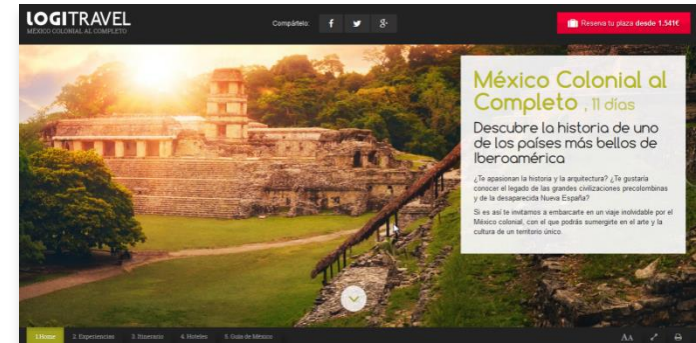 LOGITRAVEL
MÉXICO COLONIAL AL COMPLETO
Compártelo:
Reserva tu plaza desde 1.541€
México Colonial al
Completo , 11 días
Descubre la historia de uno
de los países más bellos de
Iberoamérica
¿Te apasionan la historia y la arquitectura? ¿Te gustaría
conocer el legado de las grandes civilizaciones precolombinas
y de la desaparecida Nueva España?
Si es así te invitamos a embarcarte en un viaje inolvidable por el
México colonial, con el que podrás sumergirte en el arte y la
cultura de un territorio único.
1.Home 2. Experiencias 3. Itinerario 4. Hoteles 5. Guía de México AA